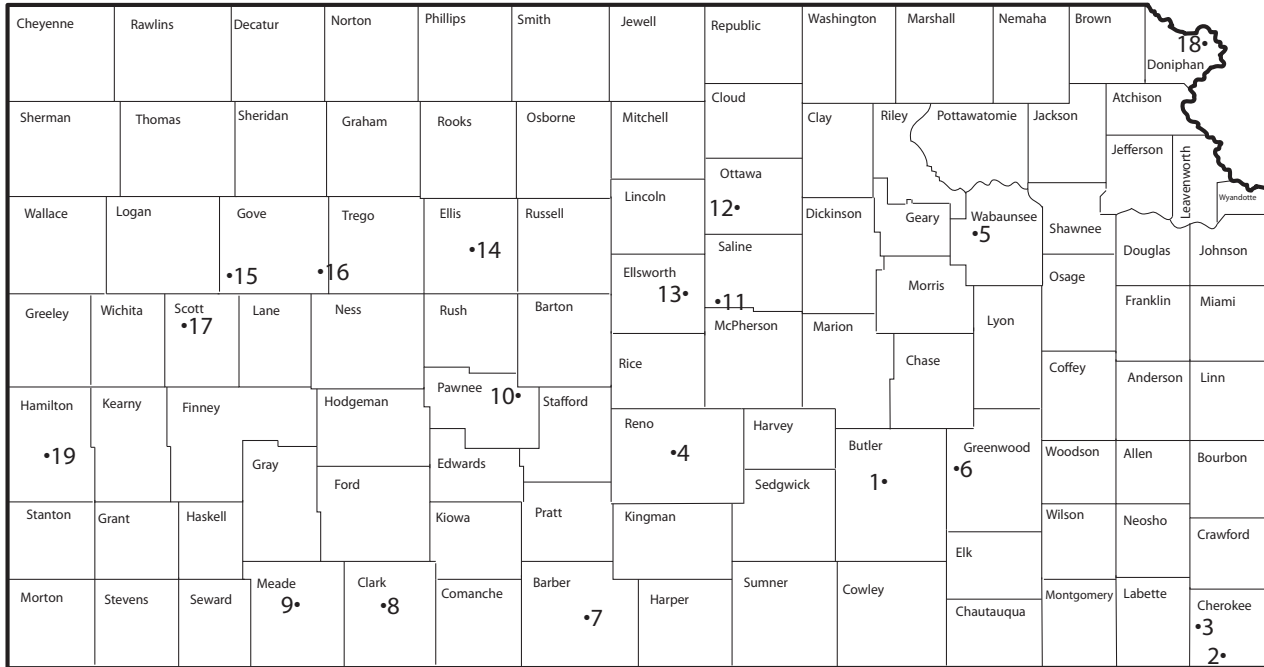 Cheyenne
Rawlins
Decatur
Norton
Phillips
Smith
Jewell
Republic
Washington
Marshall
Nemaha
Brown
18
Doniphan
Sherman
Thomas
Sheridan
Graham
Rooks
Osborne
Mitchell
Cloud
Clay
Riley
Pottawatomie
Jackson
Atchison
Jefferson
Leavenworth
Wyandotte
Wallace
Logan
Gove
Trego
Ellis
Russell
Lincoln
Ottawa
12
Dickinson
Geary
Wabaunsee
5
Shawnee
Douglas
Johnson
15
16
14
Ellsworth
13
Saline
11
Morris
Osage
Greeley
Wichita
Scott
17
Lane
Ness
Rush
Barton
Rice
McPherson
Marion
Chase
Lyon
Franklin
Miami
Hamilton
19
Kearny
Finney
Hodgeman
Pawnee
10
Stafford
Reno
4
Harvey
Butler
1
Greenwood
6
Coffey
Anderson
Linn
Gray
Ford
Edwards
Sedgwick
Woodson
Allen
Bourbon
Stanton
Grant
Haskell
Kiowa
Pratt
Kingman
Elk
Wilson
Neosho
Crawford
Morton
Stevens
Seward
Meade
9
Clark
8
Comanche
Barber
7
Harper
Sumner
Cowley
Chautauqua
Montgomery
Labette
Cherokee
3
2